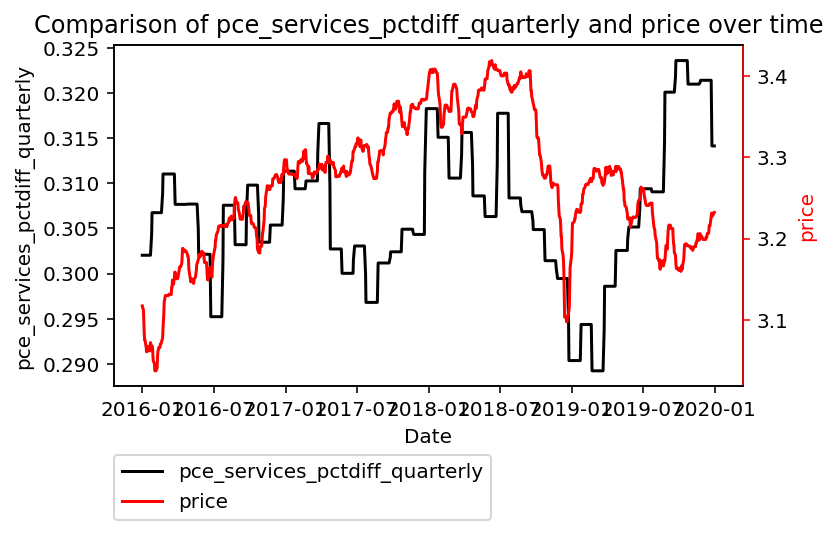 Comparison of pce_services_pctdiff_quarterly and price over time
pce_services_pctdiff_quarterly
0.325
0.320
0.315
0.310
0.305
0.300
0.295
0.290
3.4
3.3
3.2
3.1
price
2016-01 2016-07 2017-01 2017-07 2018-01 2018-07 2019-01 2019-07 2020-01
Date
pce_services_pctdiff_quarterly
price